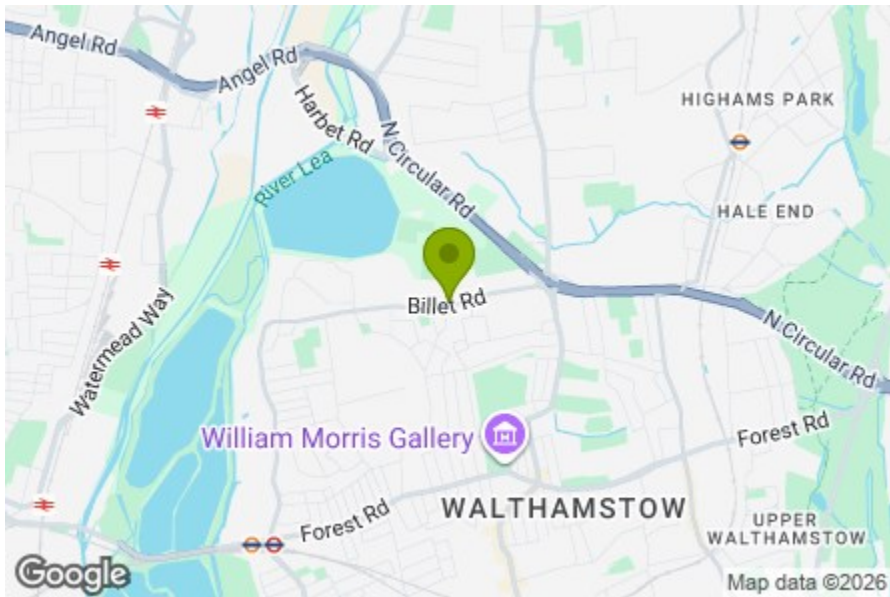 Angel Rd
Angel Rd
Harbet Rd
N Circular Rd
River Lea
HIGHAMS PARK
HALE END
Watermead Way
Billet Rd
N Circular Rd
William Morris Gallery
Forest Rd
WALTHAMSTOW
Forest Rd
UPPER
WALTHAMSTOW
Google
Map data ©2026